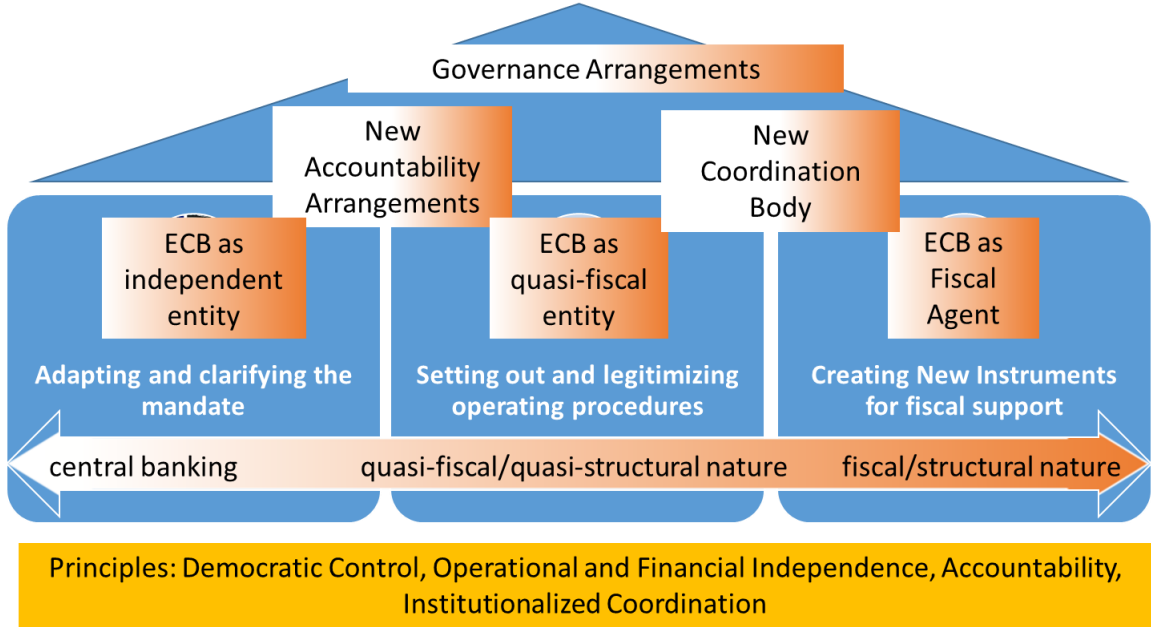 Governance Arrangements
New
Accountability
Arrangements
New
Coordination
Body
ECB as
independent
entity
ECB as
quasi-fiscal
entity
ECB as
Fiscal
Agent
Adapting and clarifying the
mandate
Setting out and legitimizing
operating procedures
Creating New Instruments
for fiscal support
central banking
quasi-fiscal/quasi-structural nature
fiscal/structural nature
Principles: Democratic Control, Operational and Financial Independence, Accountability,
Institutionalized Coordination